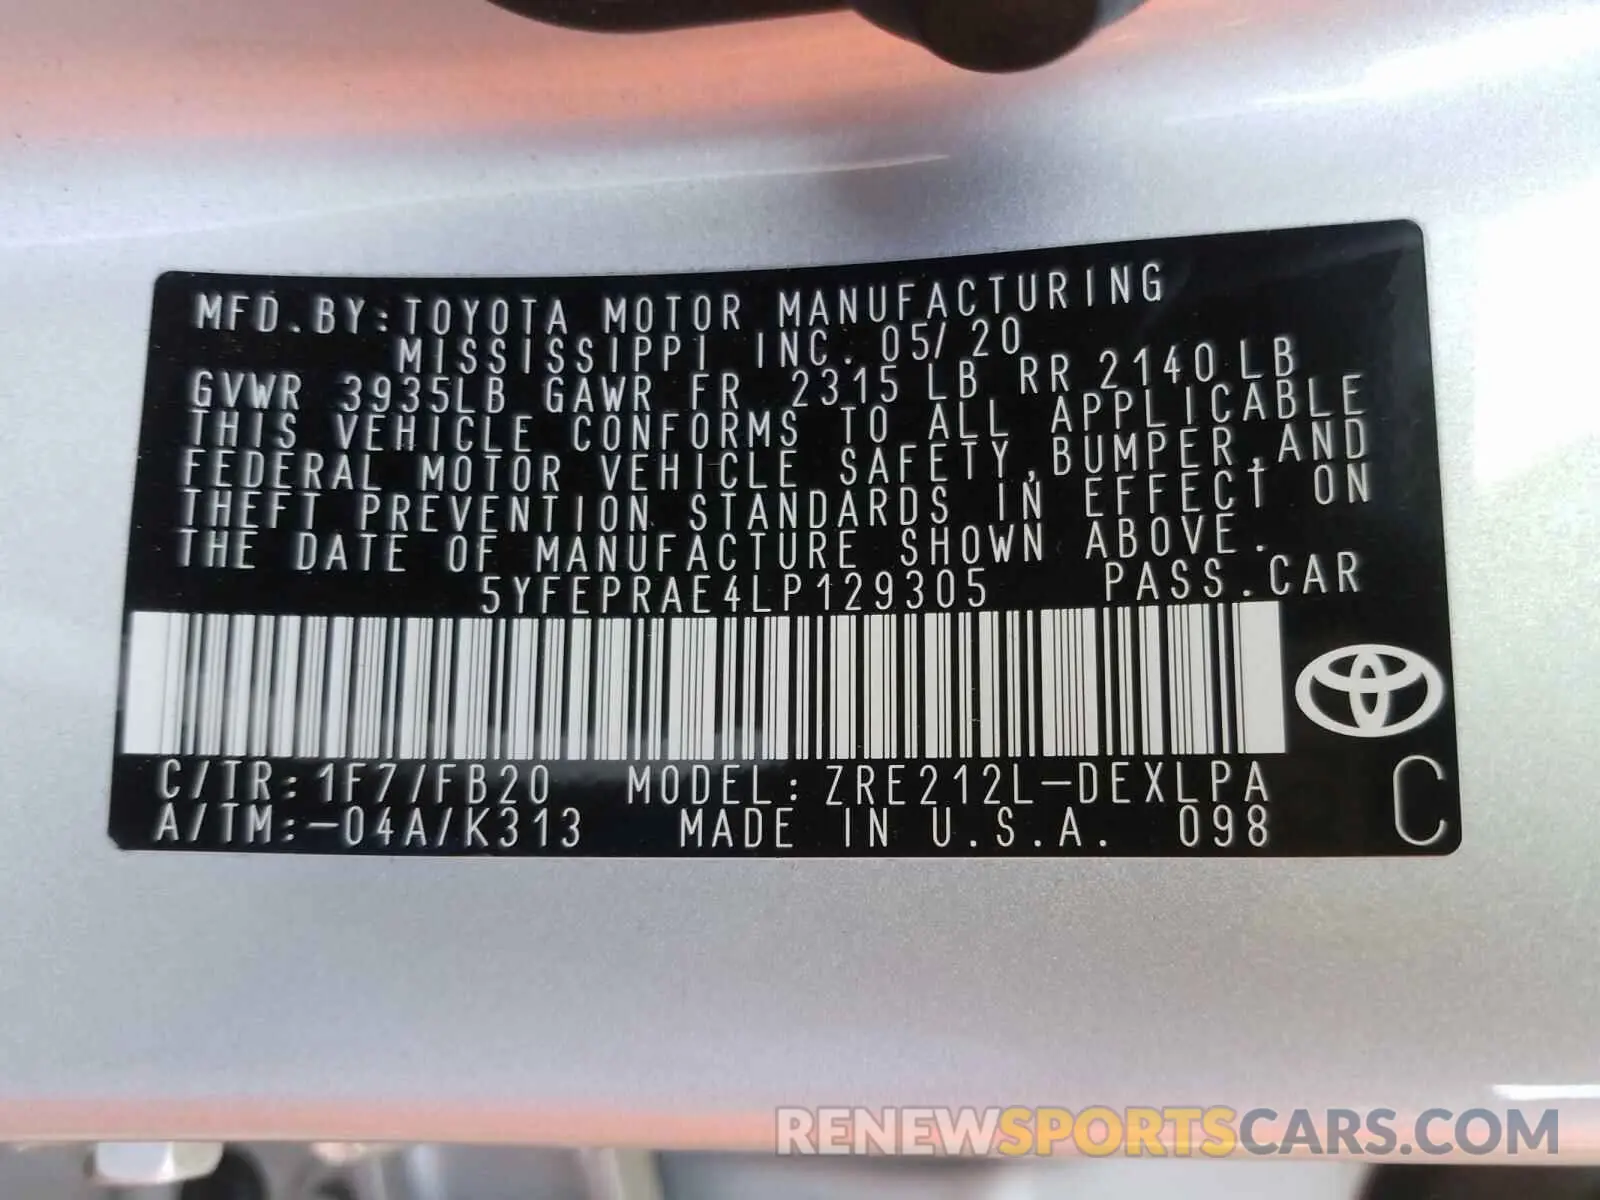 MFD.BY:TOYOTA MOTOR MANUFACTURING
MISSISSIPPI INC. 05/20
GVWR 3935LB GAWR FR 2315 LB RR 2140 LB
THIS VEHICLE CONFORMS TO ALL APPLICABLE
FEDERAL MOTOR VEHICLE SAFETY,BUMPER,AND
THEFT PREVENTION STANDARDS IN EFFECT ON
THE DATE OF MANUFACTURE SHOWN ABOVE.
5YFEPRAE4LP129305 PASS.CAR
C/TR:1F7/FB20 MODEL:ZRE212L-DEXLPA
A/TM:-04A/K313 MADE IN U.S.A. 098
C
RENEWSPORTSCARS.COM